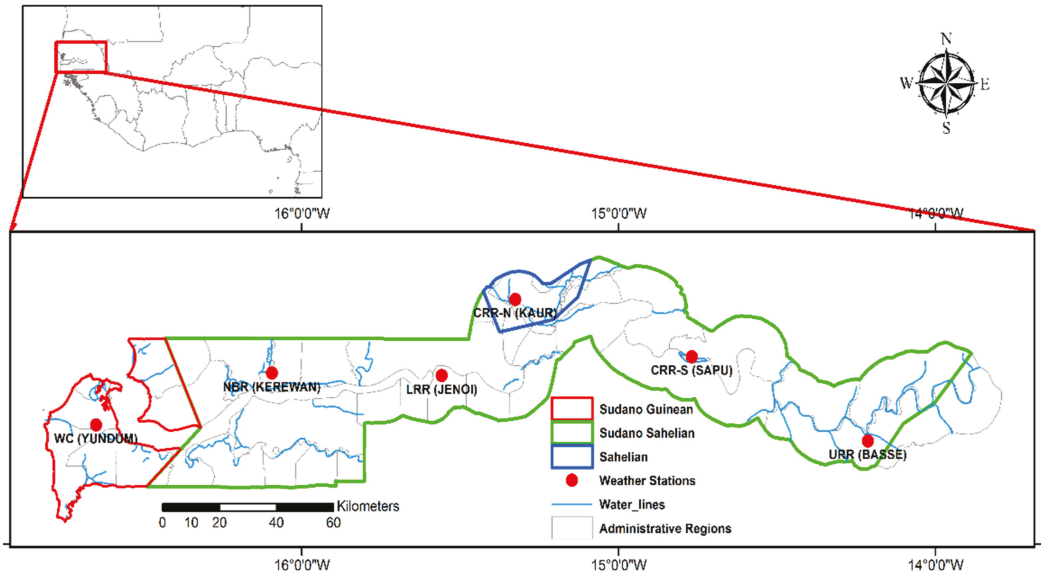 N
W E
S
16°0'0"W 15°0'0"W 14°0'0"W
CRR-N (KAUR)
CRR-S (SAPU)
NBR (KEREWAN)
LRR (JENOI)
WC (YUNDUM)
URR (BASSE)
Sudano Guinean
Sudano Sahelian
Sahelian
Weather Stations
Water_lines
Administrative Regions
Kilometers
0 10 20 40 60
16°0'0"W 15°0'0"W 14°0'0"W